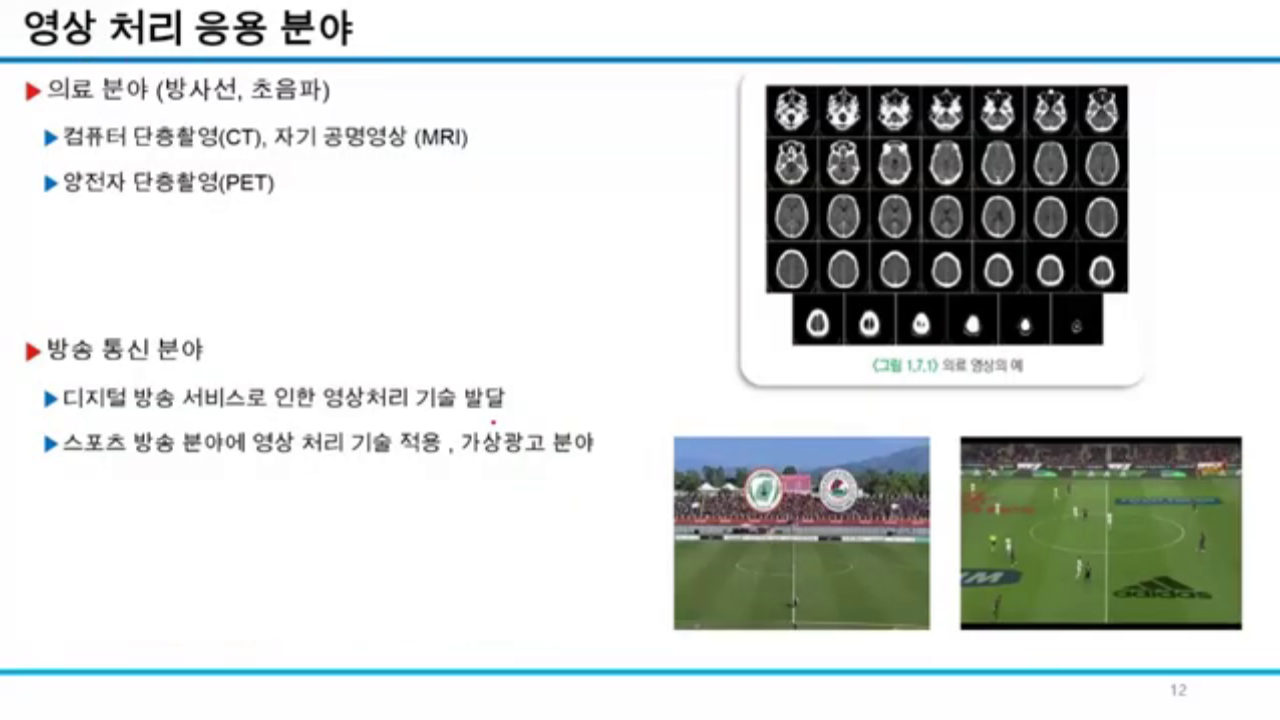 영상 처리 응용 분야
의료 분야 (방사선, 초음파)
컴퓨터 단층촬영(CT), 자기 공명영상 (MRI)
양전자 단층촬영(PET)
<그림 1.7.1> 의료 영상의 예
방송 통신 분야
디지털 방송 서비스로 인한 영상처리 기술 발달
스포츠 방송 분야에 영상 처리 기술 적용 , 가상광고 분야
adidas
12